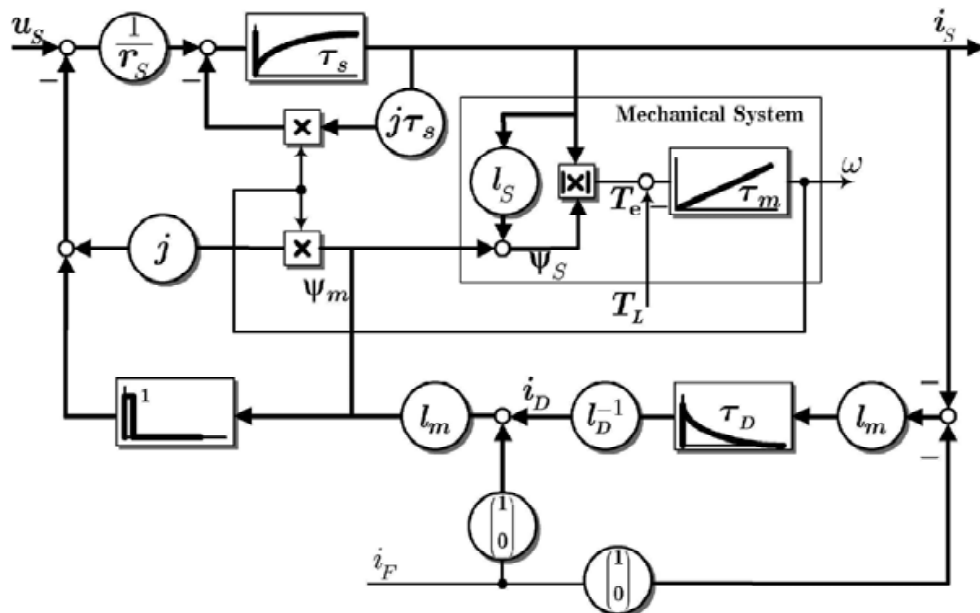 u_S
−
1
r_S
−
τ_s
i_S
jτ_s
×
Mechanical System
l_S
|×|
T_e
−
τ_m
ω
j
×
Ψ_m
Ψ_S
T_L
1
l_m
i_D
l_D^{-1}
τ_D
l_m
−
−
(1 0)
i_F
(1 0)